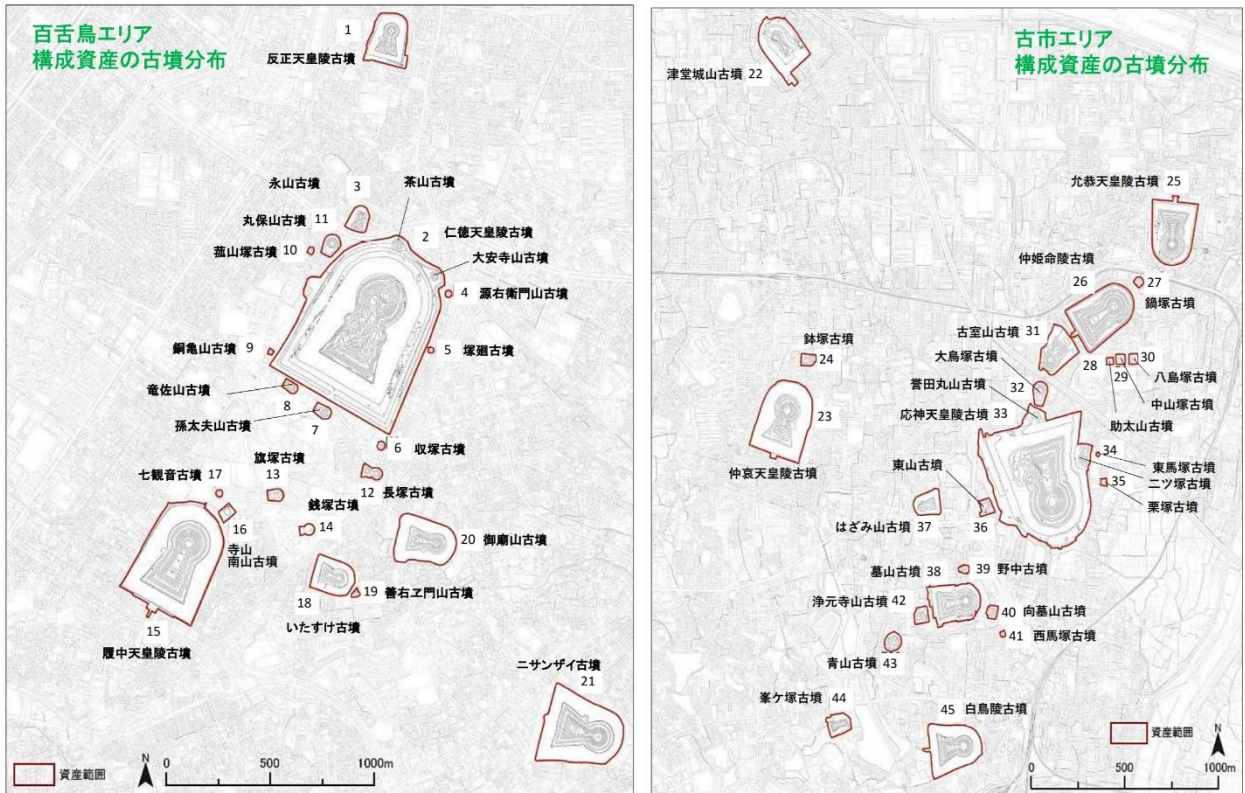 百舌鳥エリア
構成資産の古墳分布
1
反正天皇陵古墳
永山古墳
3
茶山古墳
丸保山古墳
11
2
仁徳天皇陵古墳
菰山塚古墳 10
大安寺山古墳
4 源右衛門山古墳
銅亀山古墳 9
5 塚廻古墳
竜佐山古墳
8
孫太夫山古墳
7
6 収塚古墳
七観音古墳 17
旗塚古墳
13
12 長塚古墳
銭塚古墳
14
16
寺山
南山古墳
20 御廟山古墳
18
19 善右ヱ門山古墳
いたすけ古墳
15
履中天皇陵古墳
ニサンザイ古墳
21
資産範囲
N
0 500 1000m
古市エリア
構成資産の古墳分布
津堂城山古墳 22
允恭天皇陵古墳 25
仲姫命陵古墳
26
27
鍋塚古墳
古室山古墳 31
鉢塚古墳
24
大鳥塚古墳
32
28
29
30
八島塚古墳
中山塚古墳
助太山古墳
誉田丸山古墳
応神天皇陵古墳 33
23
仲哀天皇陵古墳
34
東馬塚古墳
二ツ塚古墳
35
栗塚古墳
東山古墳
36
はざみ山古墳 37
墓山古墳 38
39 野中古墳
浄元寺山古墳 42
40 向墓山古墳
41 西馬塚古墳
青山古墳 43
峯ケ塚古墳 44
45 白鳥陵古墳
資産範囲
N
0 500 1000m